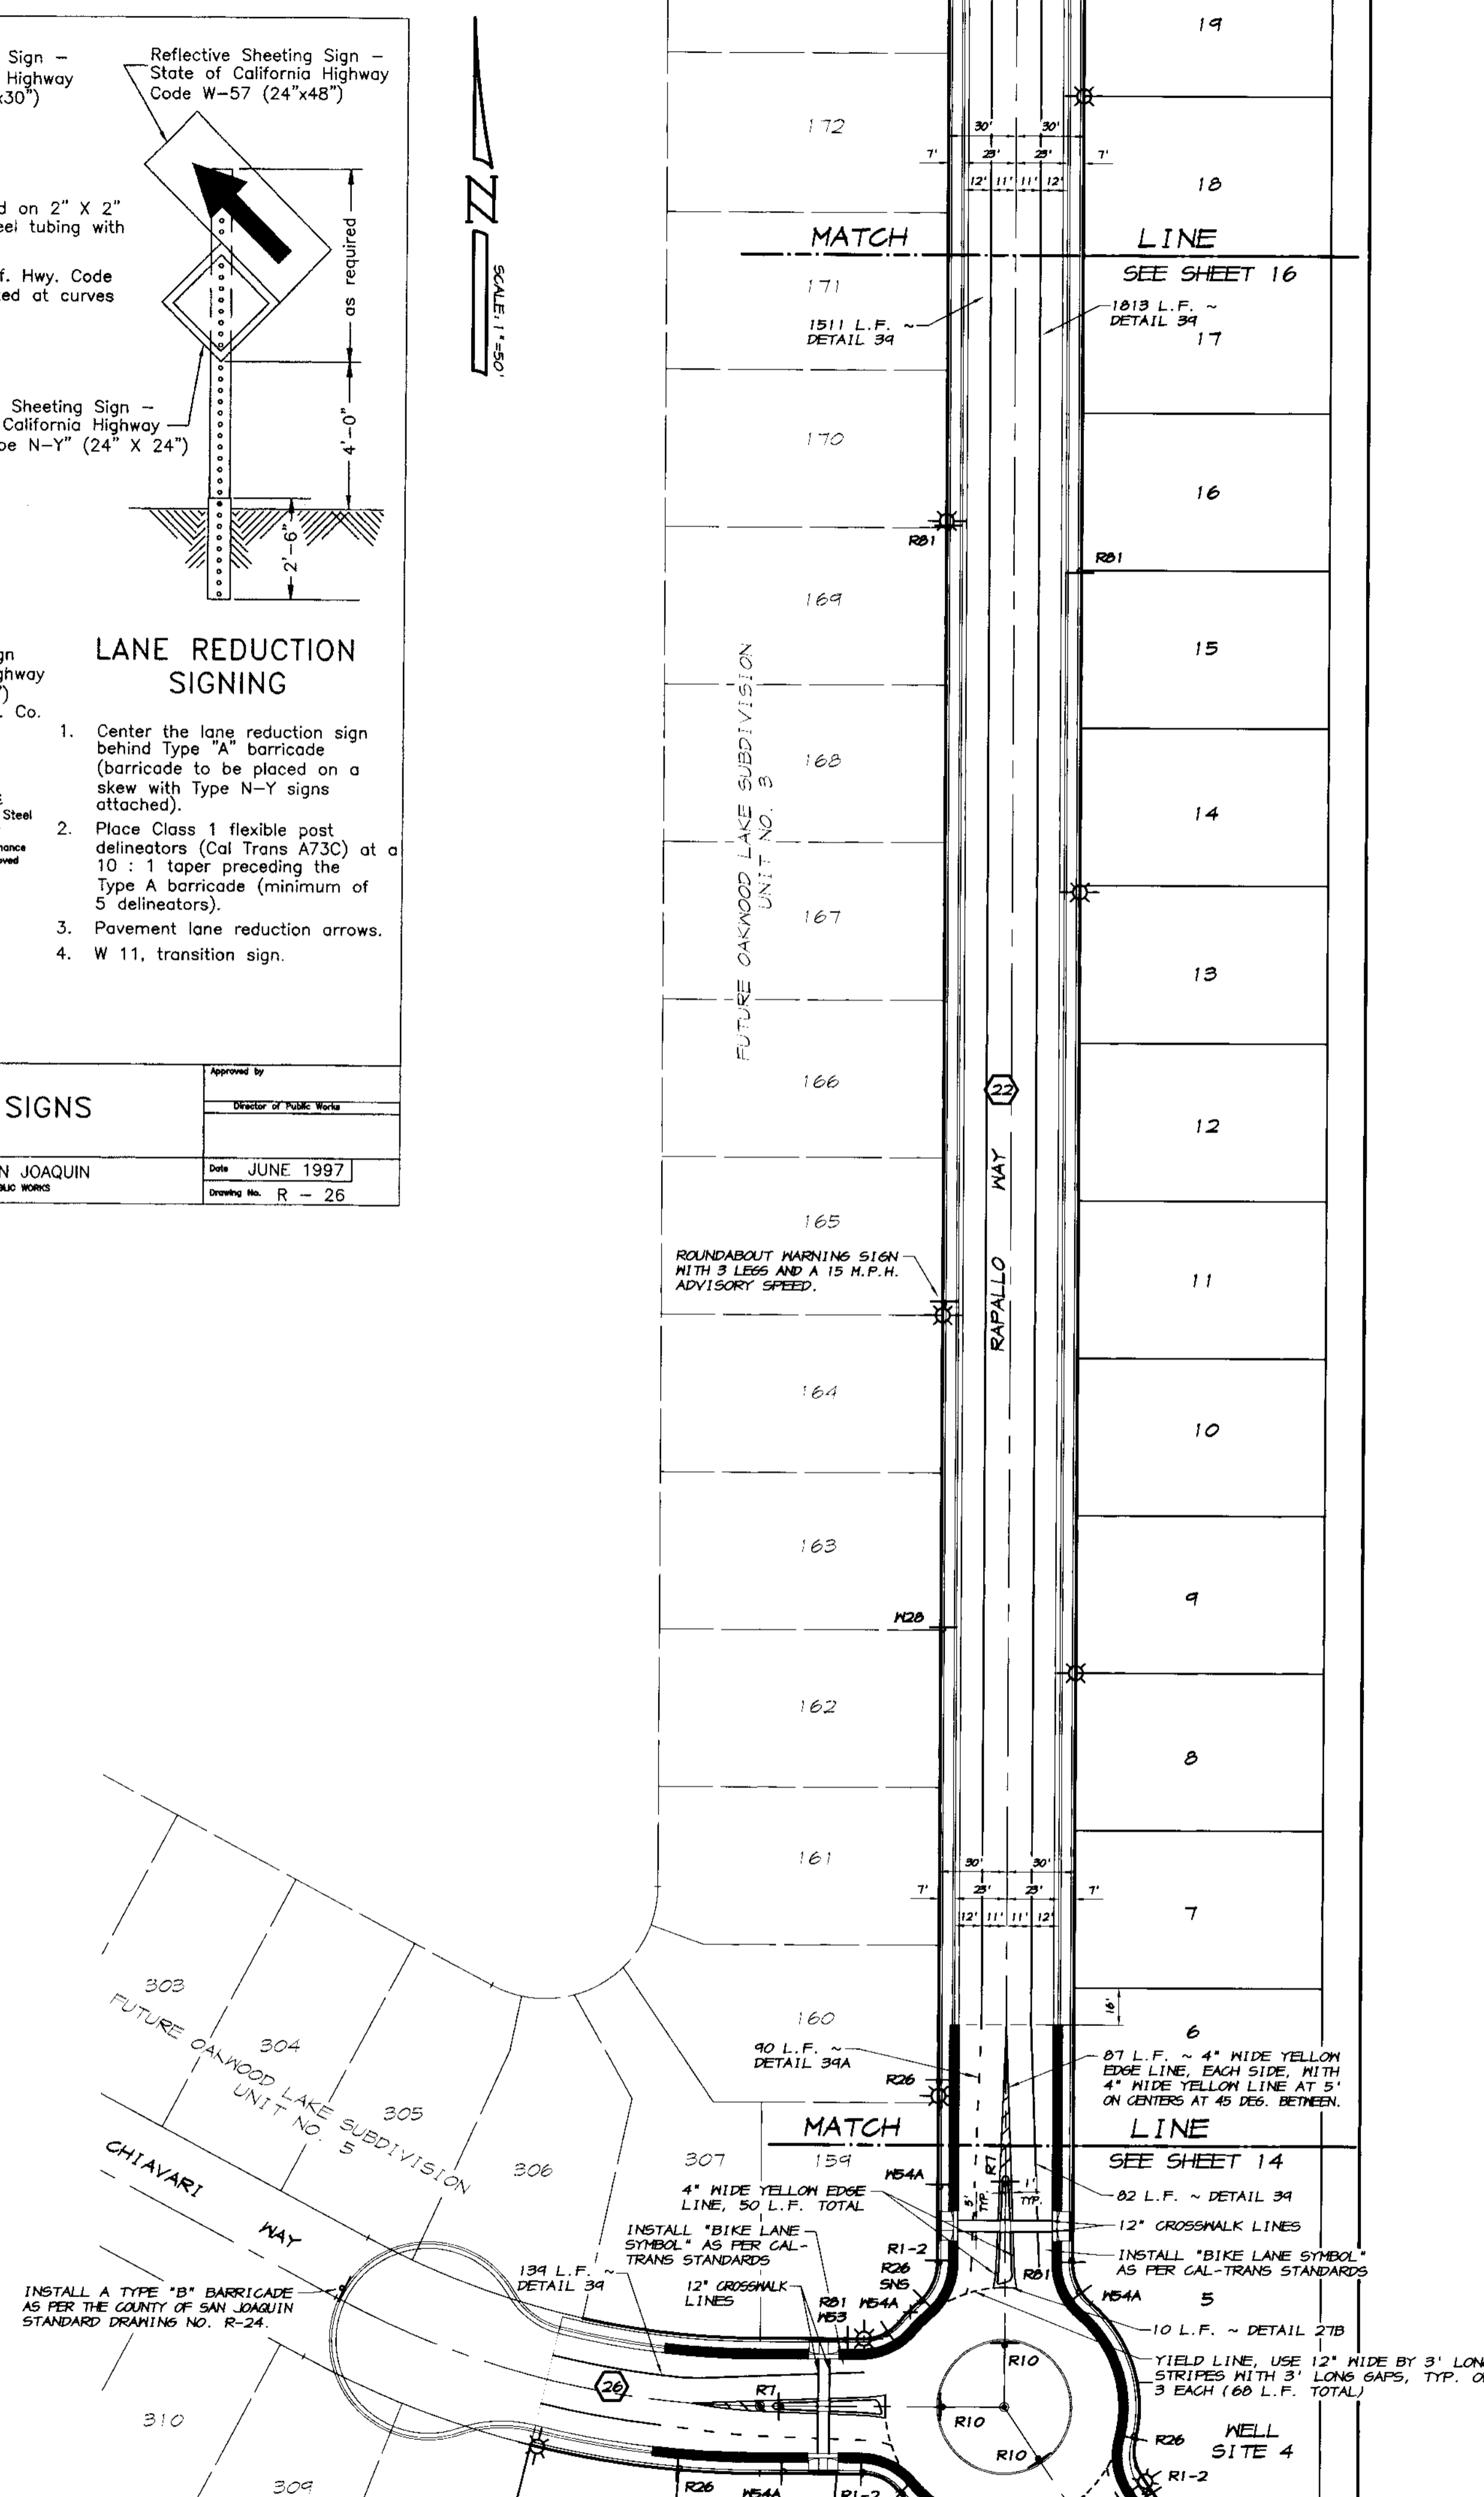 Sign –
Highway
x30")
Reflective Sheeting Sign –
State of California Highway
Code W-57 (24"x48")
d on 2" X 2"
eel tubing with
f. Hwy. Code
ed at curves
as required
4'-0"
2'-6"
Sheeting Sign –
California Highway
pe N-Y" (24" X 24")
gn
ghway
")
. Co.
Steel
nance
oved
LANE REDUCTION
SIGNING
1. Center the lane reduction sign
behind Type "A" barricade
(barricade to be placed on a
skew with Type N-Y signs
attached).
2. Place Class 1 flexible post
delineators (Cal Trans A73C) at a
10 : 1 taper preceding the
Type A barricade (minimum of
5 delineators).
3. Pavement lane reduction arrows.
4. W 11, transition sign.
SIGNS
Approved by
Director of Public Works
N JOAQUIN
BLIC WORKS
Date JUNE 1997
Drawing No. R - 26
N
SCALE: 1"=50'
19
172
30' 30'
7' 23' 23' 7'
12' 11' 11' 12'
18
MATCH LINE
SEE SHEET 16
171
1511 L.F. ~
DETAIL 39
1813 L.F. ~
DETAIL 39
17
170
16
R81
R81
169
15
FUTURE OAKWOOD LAKE SUBDIVISION
UNIT NO. 3
168
14
167
13
166
22
12
RAPALLO WAY
165
ROUNDABOUT WARNING SIGN
WITH 3 LEGS AND A 15 M.P.H.
ADVISORY SPEED.
11
164
10
163
9
W28
162
8
161
30' 30'
7' 23' 23' 7'
12' 11' 11' 12'
7
16'
160
6
90 L.F. ~
DETAIL 39A
87 L.F. ~ 4" WIDE YELLOW
EDGE LINE, EACH SIDE, WITH
4" WIDE YELLOW LINE AT 5'
ON CENTERS AT 45 DEG. BETWEEN.
R26
MATCH LINE
SEE SHEET 14
303
304
305
306
307
159
FUTURE OAKWOOD LAKE SUBDIVISION
UNIT NO. 5
CHIAVARI WAY
W54A
R7
TYP.
1'
TYP.
4" WIDE YELLOW EDGE
LINE, 50 L.F. TOTAL
82 L.F. ~ DETAIL 39
12" CROSSWALK LINES
INSTALL "BIKE LANE
SYMBOL" AS PER CAL-
TRANS STANDARDS
INSTALL "BIKE LANE SYMBOL"
AS PER CAL-TRANS STANDARDS
R1-2
R26
SNS
R81
139 L.F. ~
DETAIL 39
12" CROSSWALK
LINES
R81 W54A
W53
W54A
5
INSTALL A TYPE "B" BARRICADE
AS PER THE COUNTY OF SAN JOAQUIN
STANDARD DRAWING NO. R-24.
10 L.F. ~ DETAIL 27B
YIELD LINE, USE 12" WIDE BY 3' LON
STRIPES WITH 3' LONG GAPS, TYP. O
3 EACH (68 L.F. TOTAL)
26
R7
R10
R10
R10
310
309
WELL
SITE 4
R26
R1-2
R26
W54A
R1-2